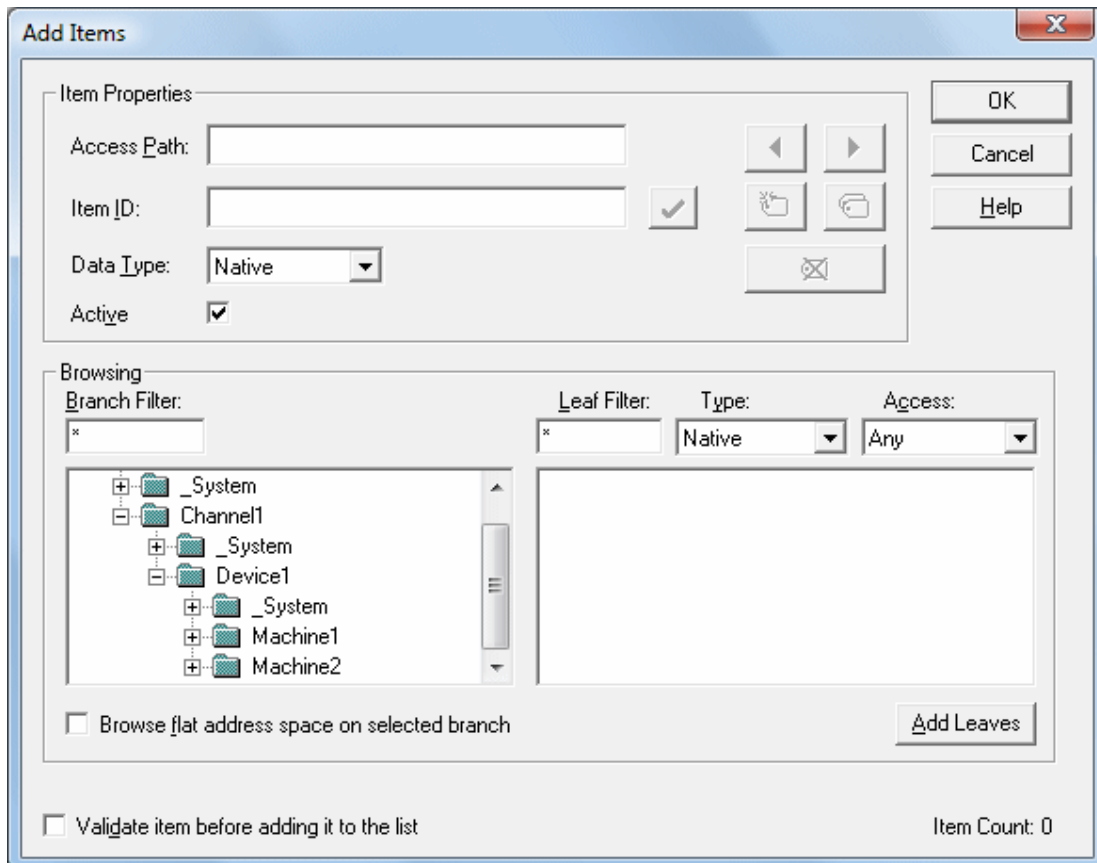 Add Items
Item Properties
OK
Access Path:
Cancel
Item ID:
Help
Data Type: Native
Active
Browsing
Branch Filter: Leaf Filter: Type: Access:
* * Native Any
_System
Channel1
_System
Device1
_System
Machine1
Machine2
Browse flat address space on selected branch Add Leaves
Validate item before adding it to the list Item Count: 0